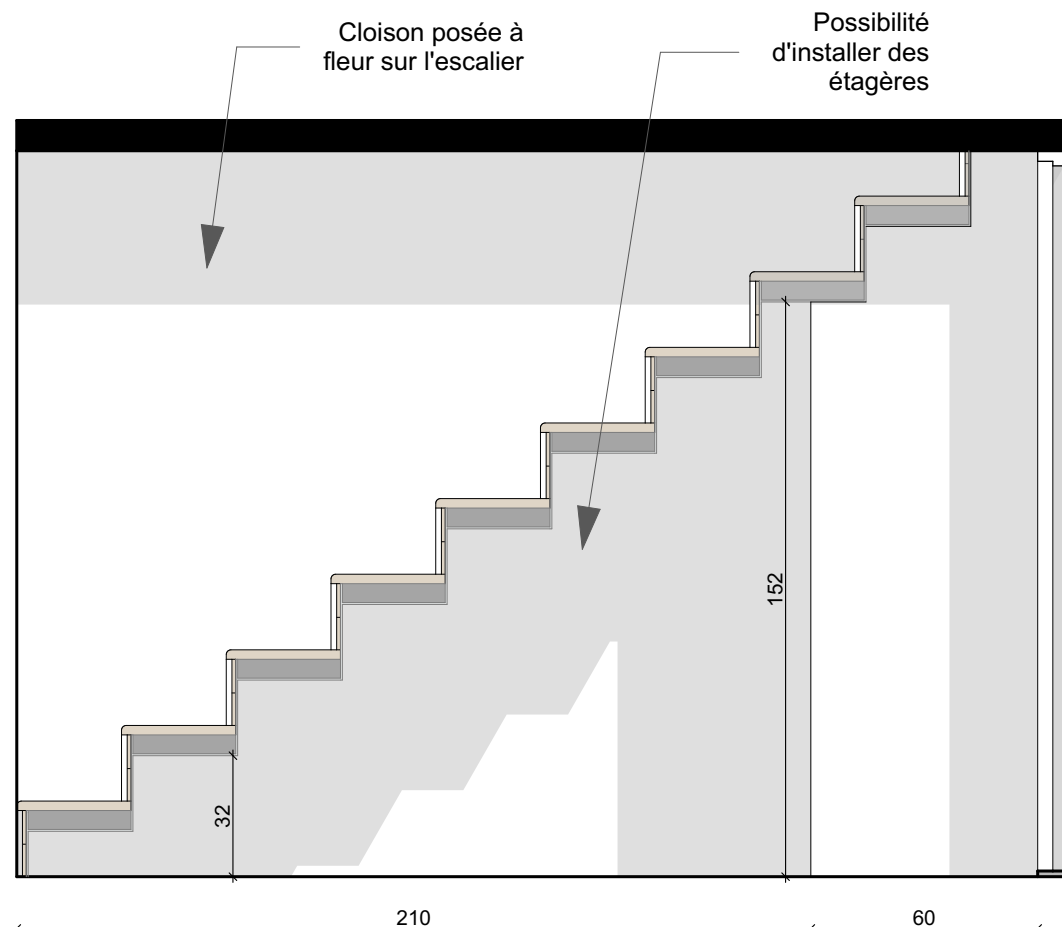 Cloison posée à
fleur sur l'escalier
Possibilité
d'installer des
étagères
152
32
210
60